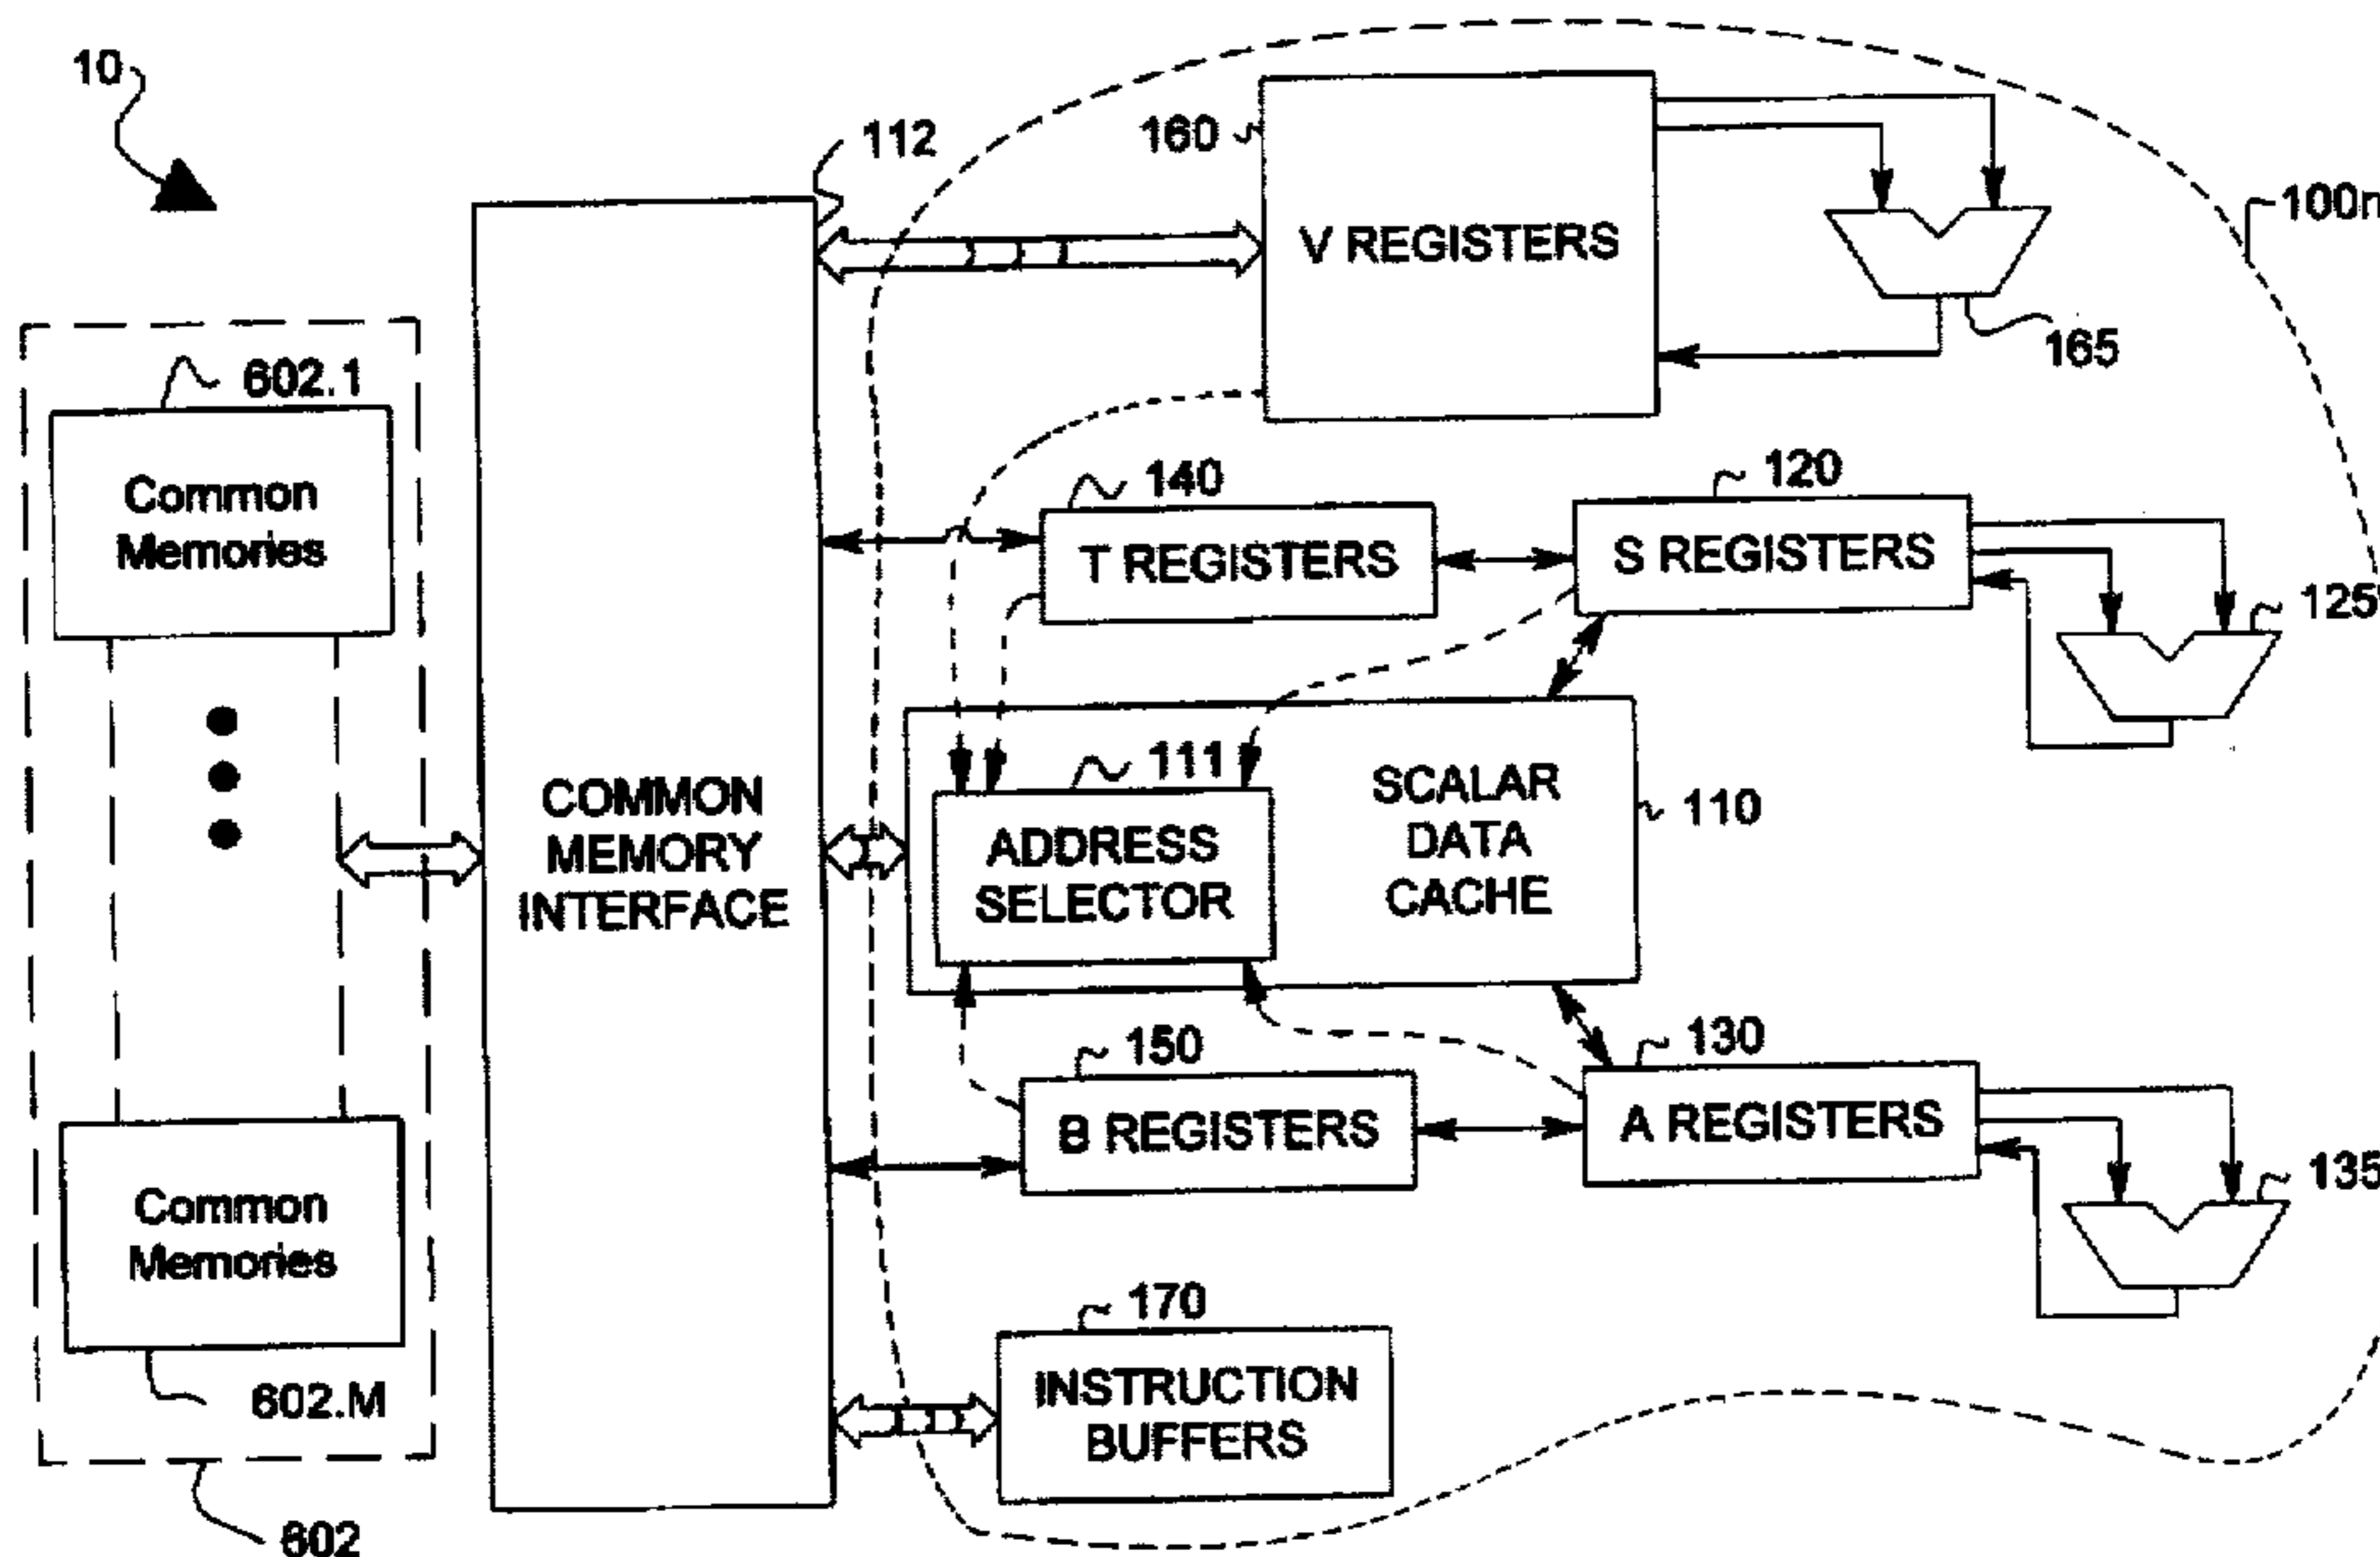 10
112
160
V REGISTERS
100n
165
602.1
Common
Memories
140
T REGISTERS
120
S REGISTERS
125
COMMON
MEMORY
INTERFACE
111
ADDRESS
SELECTOR
SCALAR
DATA
CACHE
110
150
B REGISTERS
130
A REGISTERS
135
Common
Memories
602.M
170
INSTRUCTION
BUFFERS
602